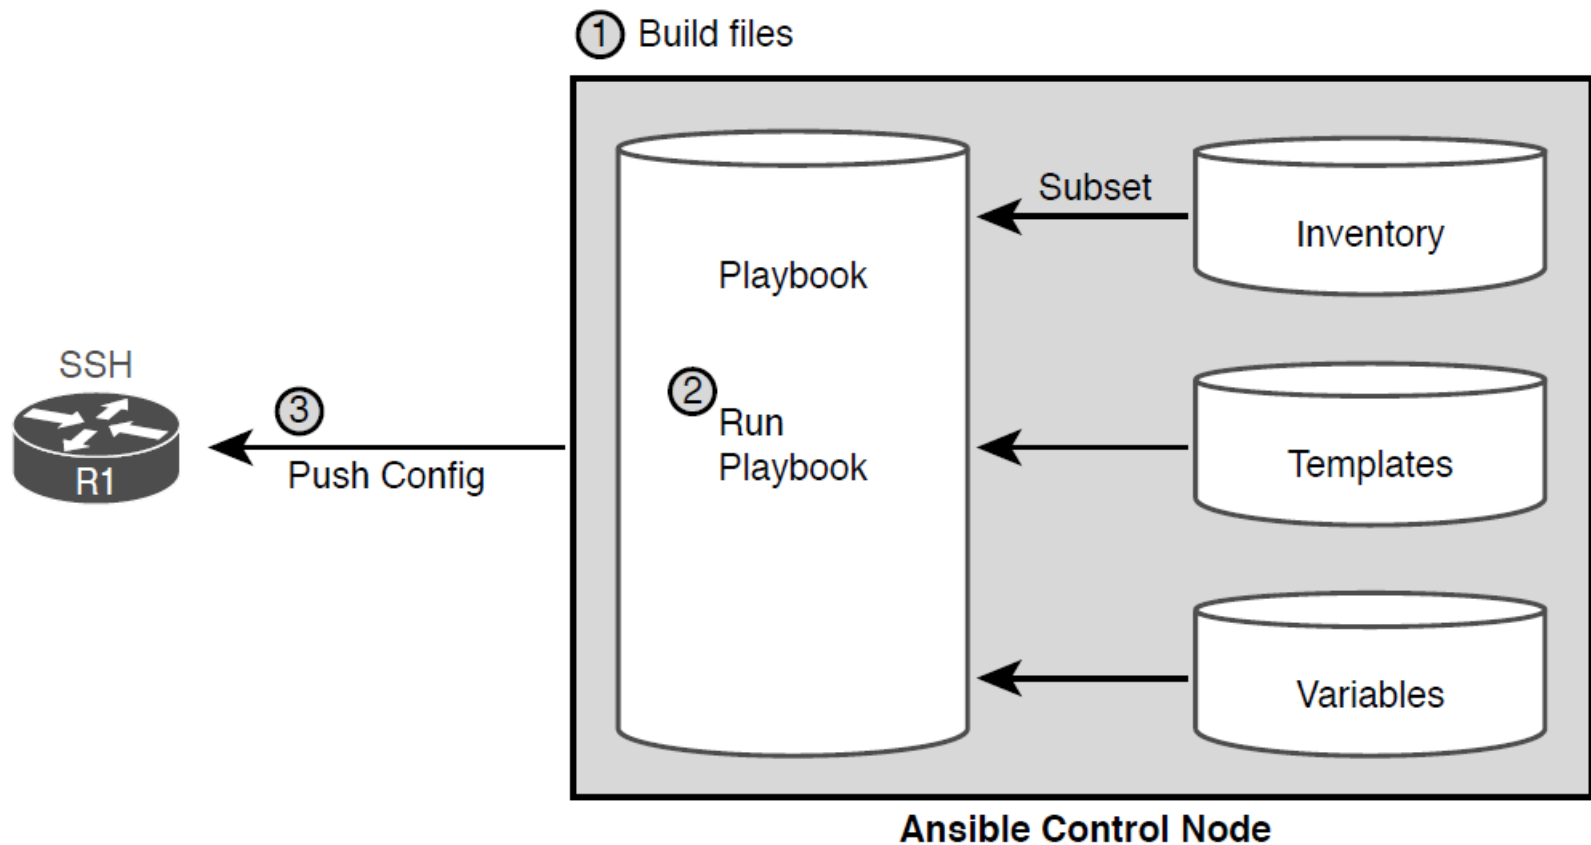 1 Build files
Subset
Inventory
Playbook
SSH
R1
3
Push Config
2
Run
Playbook
Templates
Variables
Ansible Control Node